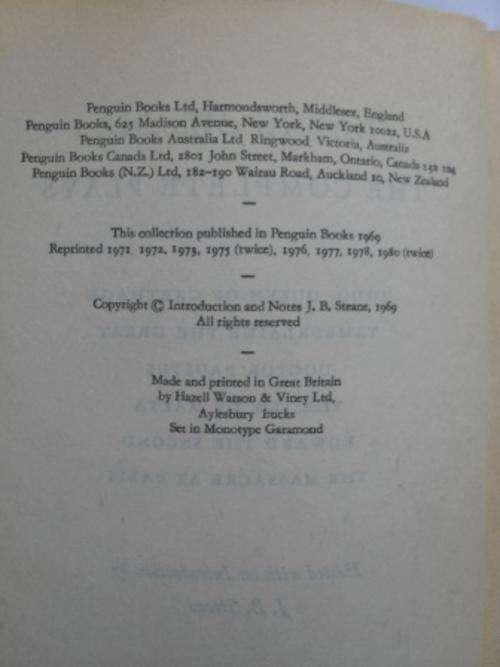 Penguin Books Ltd, Harmondsworth, Middlesex, England
Penguin Books, 625 Madison Avenue, New York, New York 10022, U.S.A
Penguin Books Australia Ltd Ringwood Victoria, Australia
Penguin Books Canada Ltd, 2801 John Street, Markham, Ontario, Canada
Penguin Books (N.Z.) Ltd, 182–190 Wairau Road, Auckland 10, New Zealand
This collection published in Penguin Books 1969
Reprinted 1971 1972, 1973, 1975 (twice), 1976, 1977, 1978, 1980 (twice)
Copyright © Introduction and Notes J. B. Steane, 1969
All rights reserved
Made and printed in Great Britain
by Hazell Watson & Viney Ltd,
Aylesbury bucks
Set in Monotype Garamond